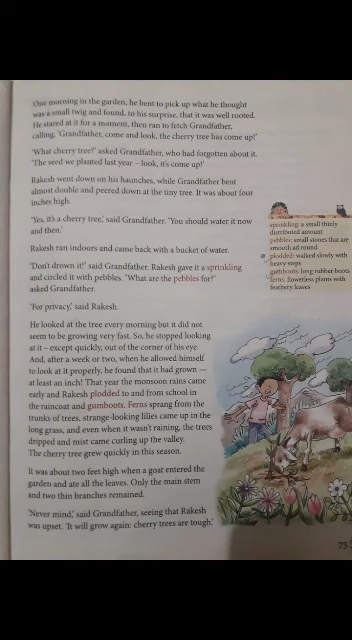 'One morning in the garden, he bent to pick up what he thought
was a small twig and found, to his surprise, that it was well rooted.
He stared at it for a moment, then ran to fetch Grandfather,
calling, 'Grandfather, come and look, the cherry tree has come up!'
'What cherry tree?' asked Grandfather, who had forgotten about it.
'The seed we planted last year – look, it's come up!'
Rakesh went down on his haunches, while Grandfather bent
almost double and peered down at the tiny tree. It was about four
inches high.
'Yes, it's a cherry tree,' said Grandfather. 'You should water it now
and then.'
Rakesh ran indoors and came back with a bucket of water.
'Don't drown it!' said Grandfather. Rakesh gave it a sprinkling
and circled it with pebbles. 'What are the pebbles for?'
asked Grandfather.
'For privacy,' said Rakesh.
He looked at the tree every morning but it did not
seem to be growing very fast. So, he stopped looking
at it – except quickly, out of the corner of his eye.
And, after a week or two, when he allowed himself
to look at it properly, he found that it had grown —
at least an inch! That year the monsoon rains came
early and Rakesh plodded to and from school in
the raincoat and gumboots. Ferns sprang from the
trunks of trees, strange-looking lilies came up in the
long grass, and even when it wasn't raining, the trees
dripped and mist came curling up the valley.
The cherry tree grew quickly in this season.
It was about two feet high when a goat entered the
garden and ate all the leaves. Only the main stem
and two thin branches remained.
'Never mind,' said Grandfather, seeing that Rakesh
was upset. 'It will grow again: cherry trees are tough.'
sprinkling: a small thinly
distributed amount
pebbles: small stones that are
smooth and round
plodded: walked slowly with
heavy steps
gumboots: long rubber boots
ferns: flowerless plants with
feathery leaves
75